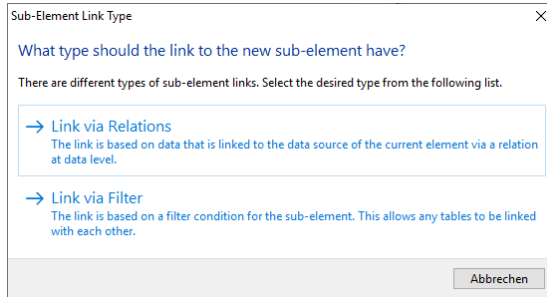 Sub-Element Link Type
What type should the link to the new sub-element have?
There are different types of sub-element links. Select the desired type from the following list.
Link via Relations
The link is based on data that is linked to the data source of the current element via a relation
at data level.
Link via Filter
The link is based on a filter condition for the sub-element. This allows any tables to be linked
with each other.
Abbrechen